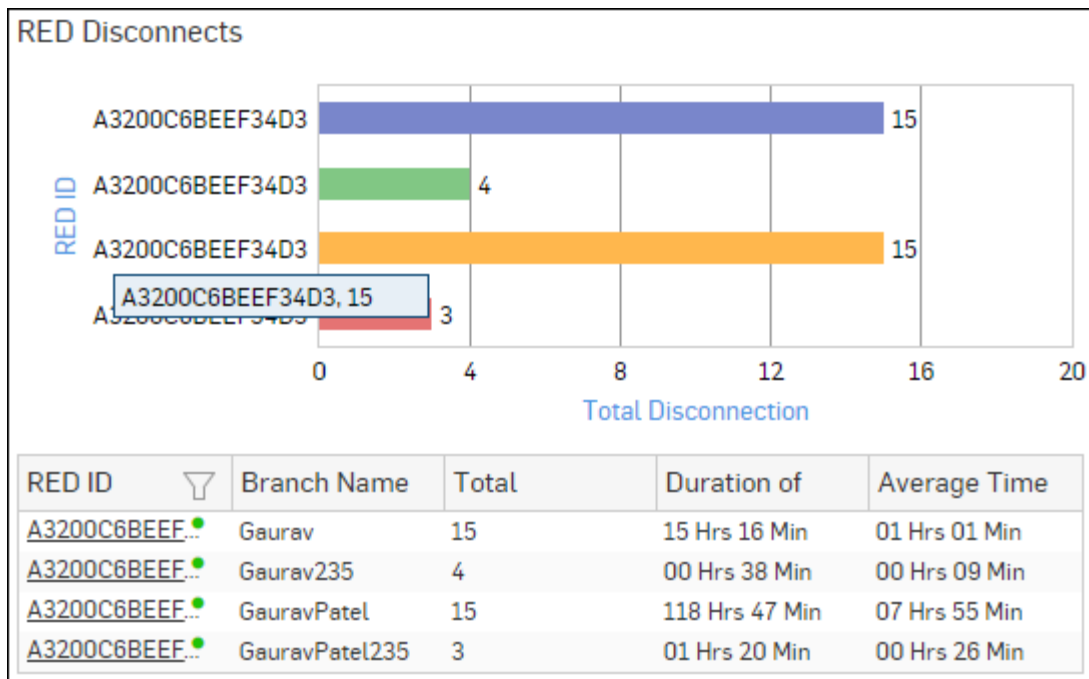 RED Disconnects
A3200C6BEEF34D3 15
A3200C6BEEF34D3 4
RED ID
A3200C6BEEF34D3 15
A3200C6BEEF34D3, 15
A3200C6BEEF34D3 3
0 4 8 12 16 20
Total Disconnection
RED ID Branch Name Total Duration of Average Time
A3200C6BEEF... Gaurav 15 15 Hrs 16 Min 01 Hrs 01 Min
A3200C6BEEF... Gaurav235 4 00 Hrs 38 Min 00 Hrs 09 Min
A3200C6BEEF... GauravPatel 15 118 Hrs 47 Min 07 Hrs 55 Min
A3200C6BEEF... GauravPatel235 3 01 Hrs 20 Min 00 Hrs 26 Min